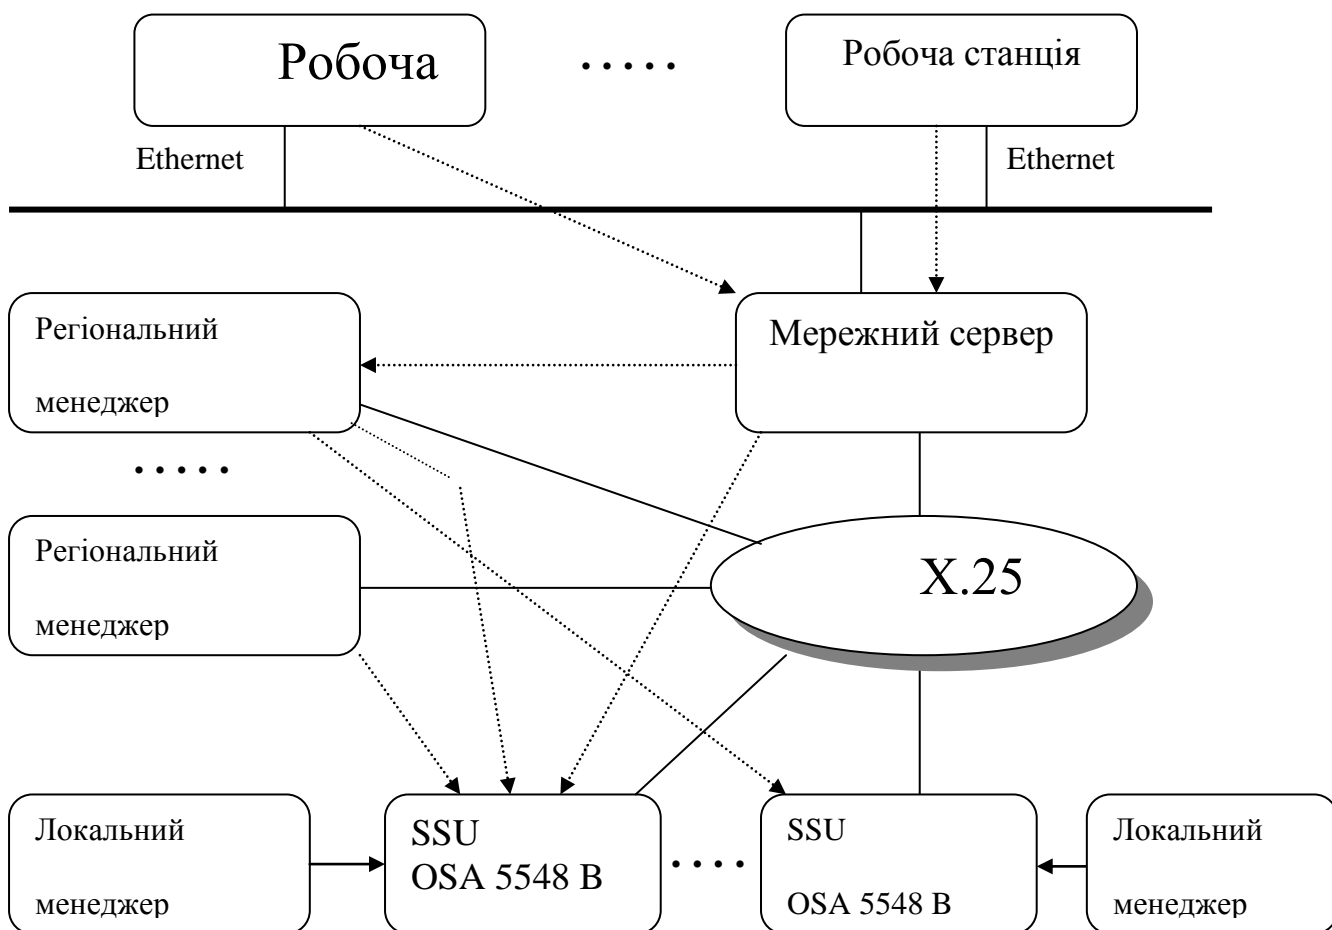 Робоча
.....
Робоча станція
Ethernet
Ethernet
Регіональний
менеджер
Мережний сервер
.....
Регіональний
менеджер
X.25
Локальний
менеджер
SSU
OSA 5548 B
....
SSU
OSA 5548 B
Локальний
менеджер